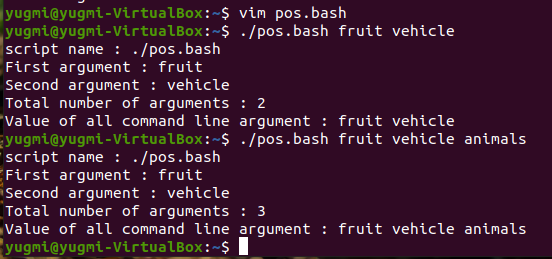 yugmi@yugmi-VirtualBox:~$ vim pos.bash
yugmi@yugmi-VirtualBox:~$ ./pos.bash fruit vehicle
script name : ./pos.bash
First argument : fruit
Second argument : vehicle
Total number of arguments : 2
Value of all command line argument : fruit vehicle
yugmi@yugmi-VirtualBox:~$ ./pos.bash fruit vehicle animals
script name : ./pos.bash
First argument : fruit
Second argument : vehicle
Total number of arguments : 3
Value of all command line argument : fruit vehicle animals
yugmi@yugmi-VirtualBox:~$